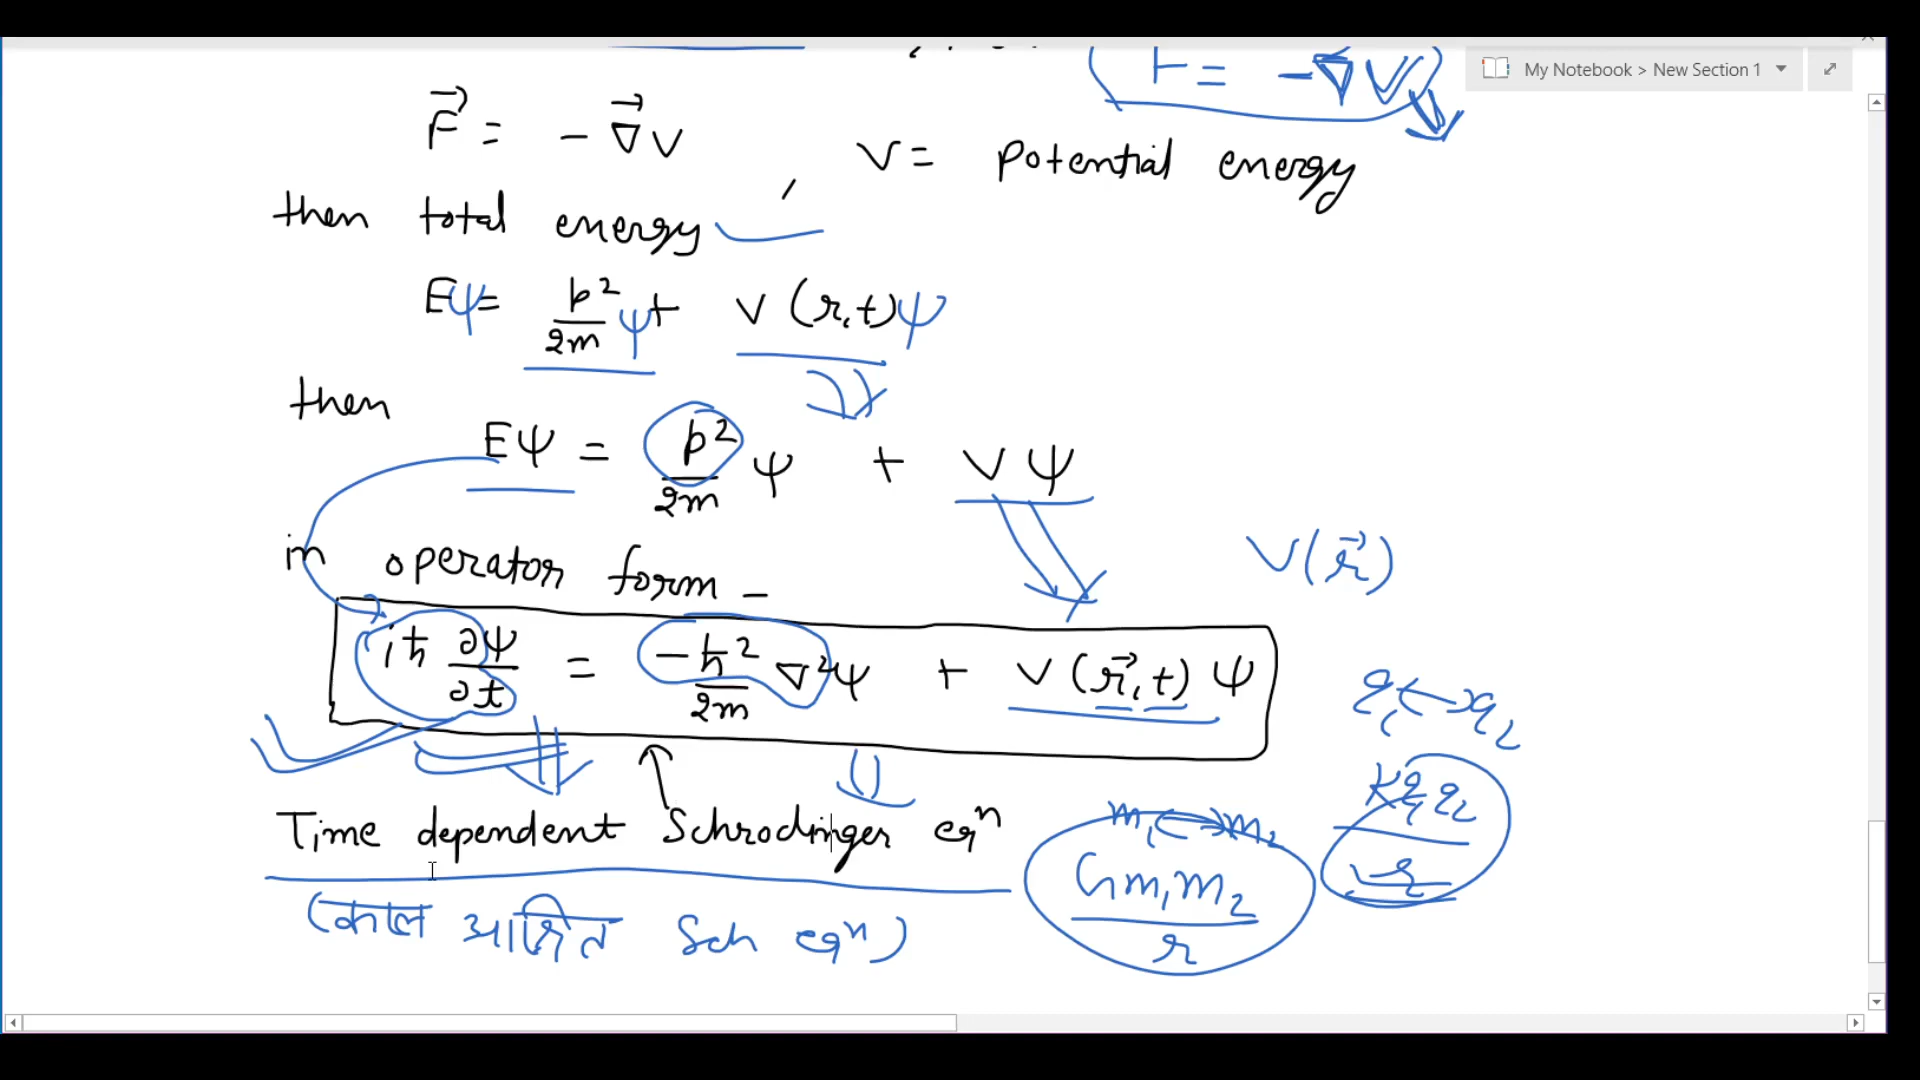 F = - ∇V
My Notebook > New Section 1
F⃗ = - ∇⃗V , V = Potential energy
then total energy
Eψ = p²/2m ψ + V(r,t)ψ
then
Eψ = p²/2m ψ + Vψ
in operator form -
V(r⃗)
iħ ∂ψ/∂t = -ħ²/2m ∇²ψ + V(r⃗,t)ψ
q₁ ↔ q₂
Kq₁q₂/r
m₁ ↔ m₂
Time dependent Schrodinger eqⁿ
Gm₁m₂/r
(काल आश्रित Sch eqⁿ)